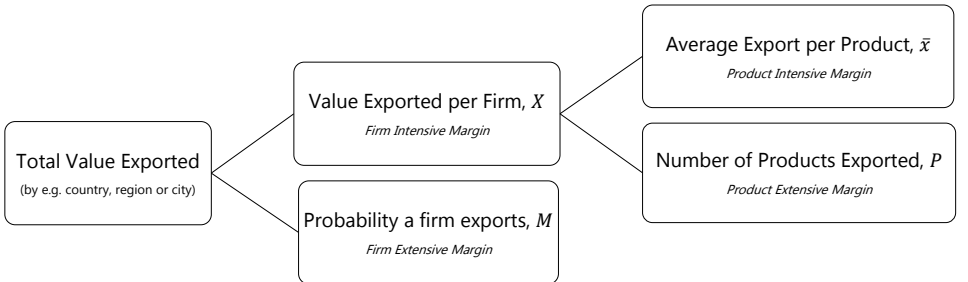 Total Value Exported
(by e.g. country, region or city)
Value Exported per Firm, X
Firm Intensive Margin
Probability a firm exports, M
Firm Extensive Margin
Average Export per Product, x̄
Product Intensive Margin
Number of Products Exported, P
Product Extensive Margin